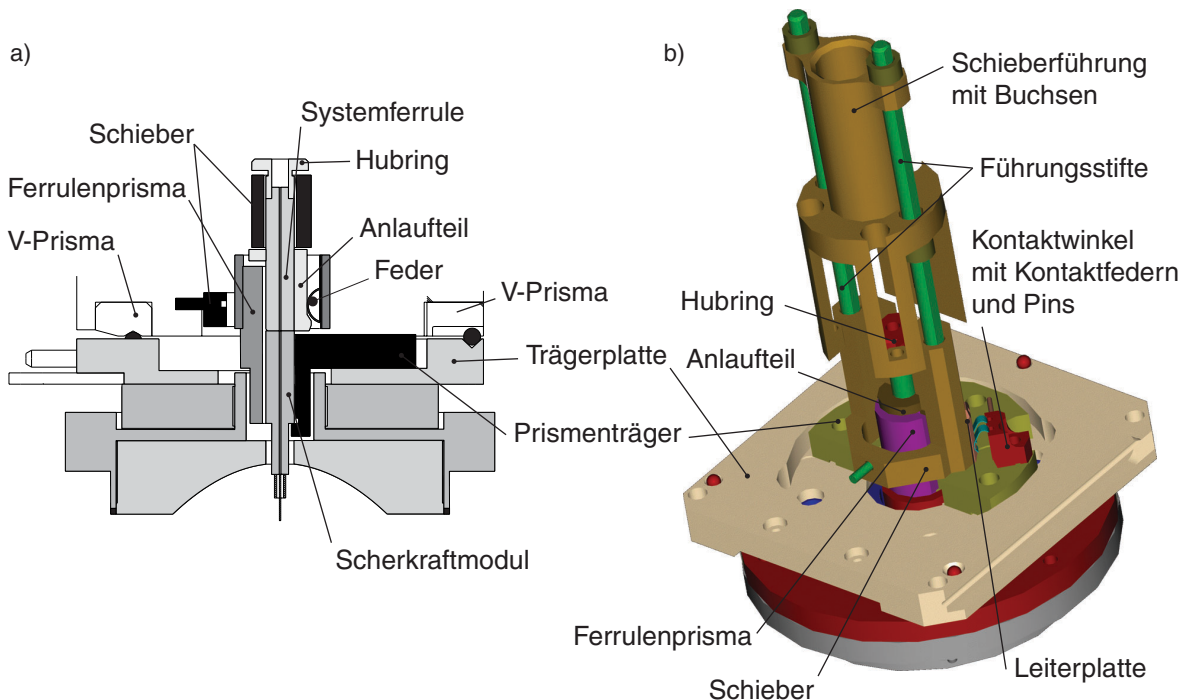 a)
Systemferrule
Schieber
Hubring
Ferrulenprisma
Anlaufteil
V-Prisma
Feder
V-Prisma
Trägerplatte
Prismenträger
Scherkraftmodul
b)
Schieberführung
mit Buchsen
Führungsstifte
Kontaktwinkel
mit Kontaktfedern
und Pins
Hubring
Anlaufteil
Ferrulenprisma
Schieber
Leiterplatte